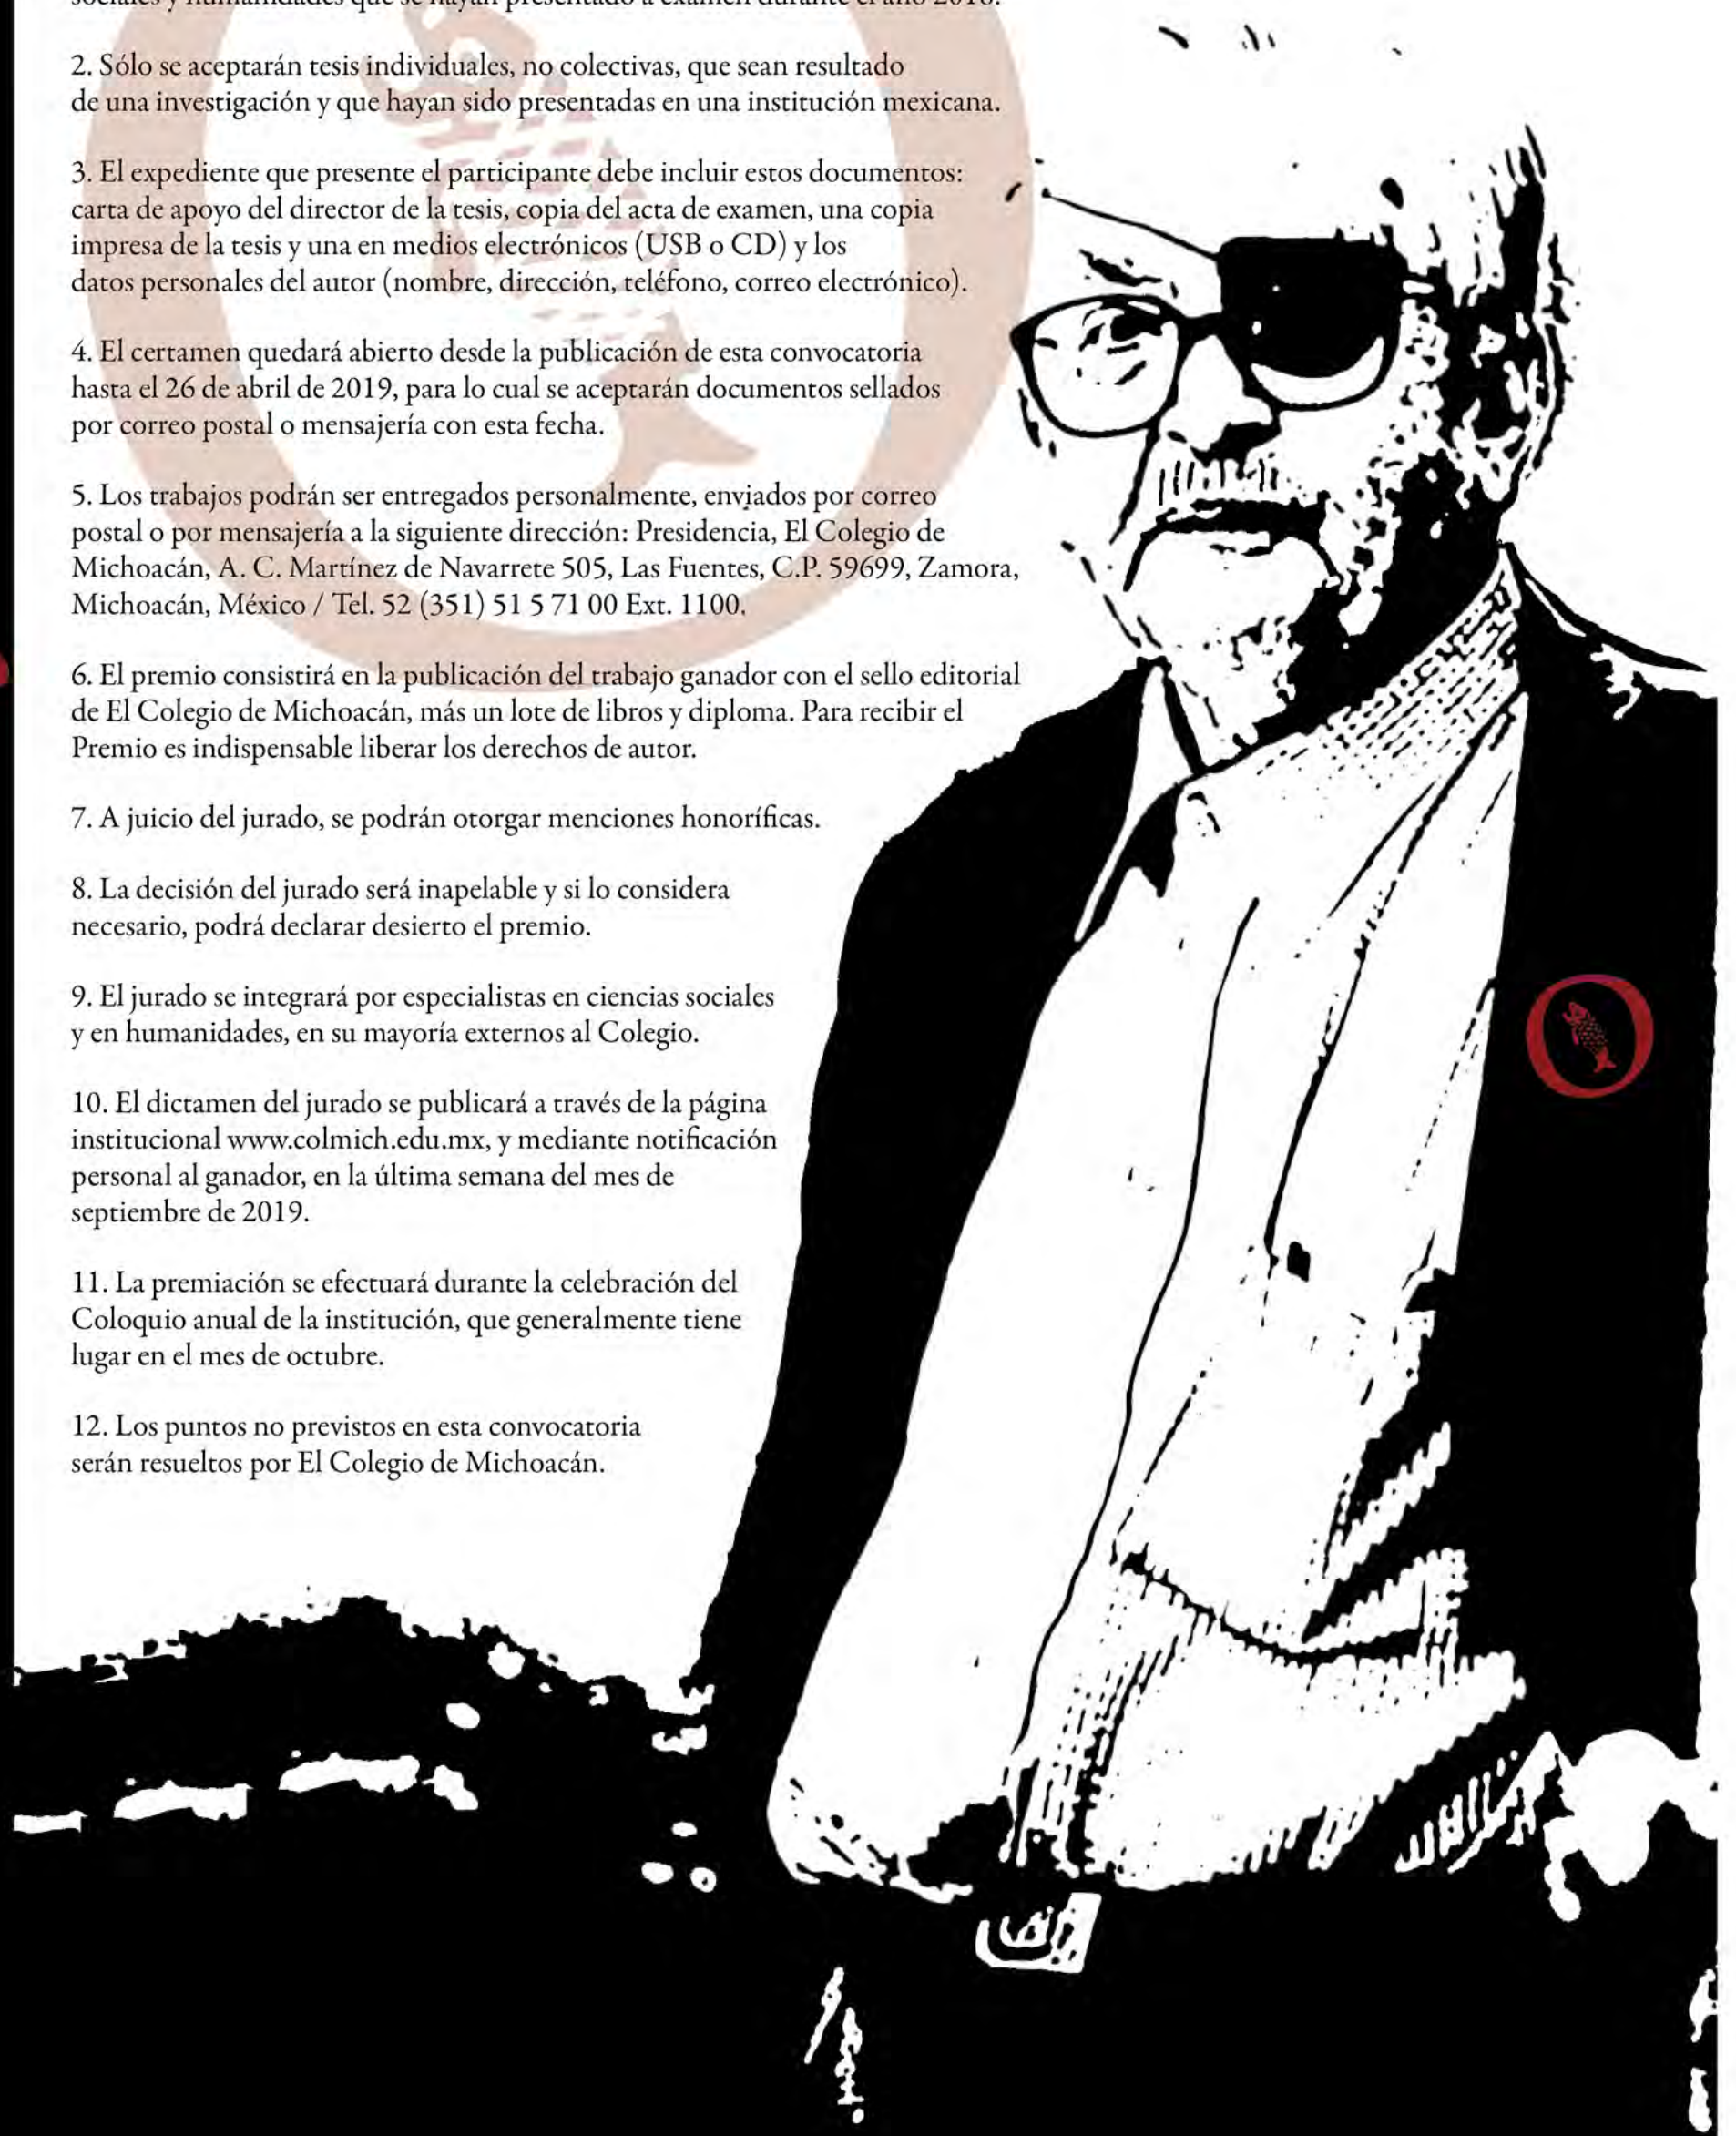 sociales y humanidades que se hayan presentado a examen durante el año 2018.
2. Sólo se aceptarán tesis individuales, no colectivas, que sean resultado
de una investigación y que hayan sido presentadas en una institución mexicana.
3. El expediente que presente el participante debe incluir estos documentos:
carta de apoyo del director de la tesis, copia del acta de examen, una copia
impresa de la tesis y una en medios electrónicos (USB o CD) y los
datos personales del autor (nombre, dirección, teléfono, correo electrónico).
4. El certamen quedará abierto desde la publicación de esta convocatoria
hasta el 26 de abril de 2019, para lo cual se aceptarán documentos sellados
por correo postal o mensajería con esta fecha.
5. Los trabajos podrán ser entregados personalmente, enviados por correo
postal o por mensajería a la siguiente dirección: Presidencia, El Colegio de
Michoacán, A. C. Martínez de Navarrete 505, Las Fuentes, C.P. 59699, Zamora,
Michoacán, México / Tel. 52 (351) 51 5 71 00 Ext. 1100.
6. El premio consistirá en la publicación del trabajo ganador con el sello editorial
de El Colegio de Michoacán, más un lote de libros y diploma. Para recibir el
Premio es indispensable liberar los derechos de autor.
7. A juicio del jurado, se podrán otorgar menciones honoríficas.
8. La decisión del jurado será inapelable y si lo considera
necesario, podrá declarar desierto el premio.
9. El jurado se integrará por especialistas en ciencias sociales
y en humanidades, en su mayoría externos al Colegio.
10. El dictamen del jurado se publicará a través de la página
institucional www.colmich.edu.mx, y mediante notificación
personal al ganador, en la última semana del mes de
septiembre de 2019.
11. La premiación se efectuará durante la celebración del
Coloquio anual de la institución, que generalmente tiene
lugar en el mes de octubre.
12. Los puntos no previstos en esta convocatoria
serán resueltos por El Colegio de Michoacán.